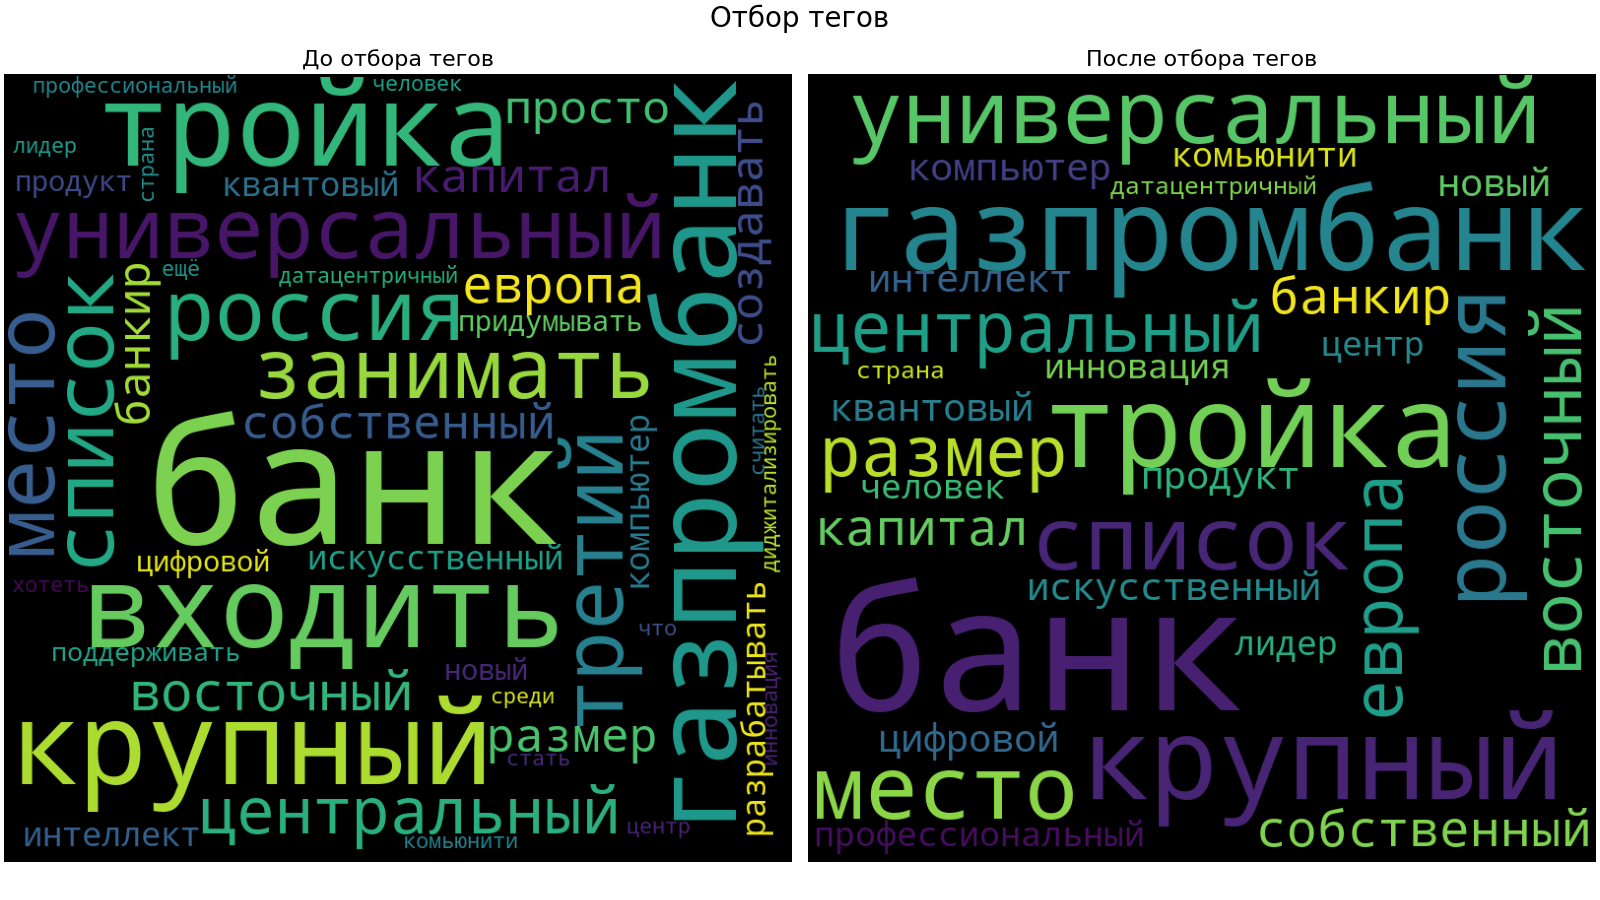 Отбор тегов
До отбора тегов
профессиональный
человек
тройка
просто
лидер
страна
продукт
квантовый
капитал
газпромбанк
создавать
универсальный
ещё
датацентричный
европа
банкир
россия
придумывать
список
место
занимать
собственный
банк
третий
компьютер
считать
диджитализировать
цифровой
искусственный
хотеть
входить
что
поддерживать
новый
разрабатывать
инновация
восточный
среди
крупный
размер
стать
центральный
интеллект
комьюнити
центр
После отбора тегов
универсальный
компьютер
комьюнити
датацентричный
новый
газпромбанк
интеллект
банкир
центральный
центр
россия
восточный
страна
инновация
квантовый
тройка
размер
человек
продукт
капитал
список
европа
искусственный
банк
лидер
цифровой
крупный
место
профессиональный
собственный